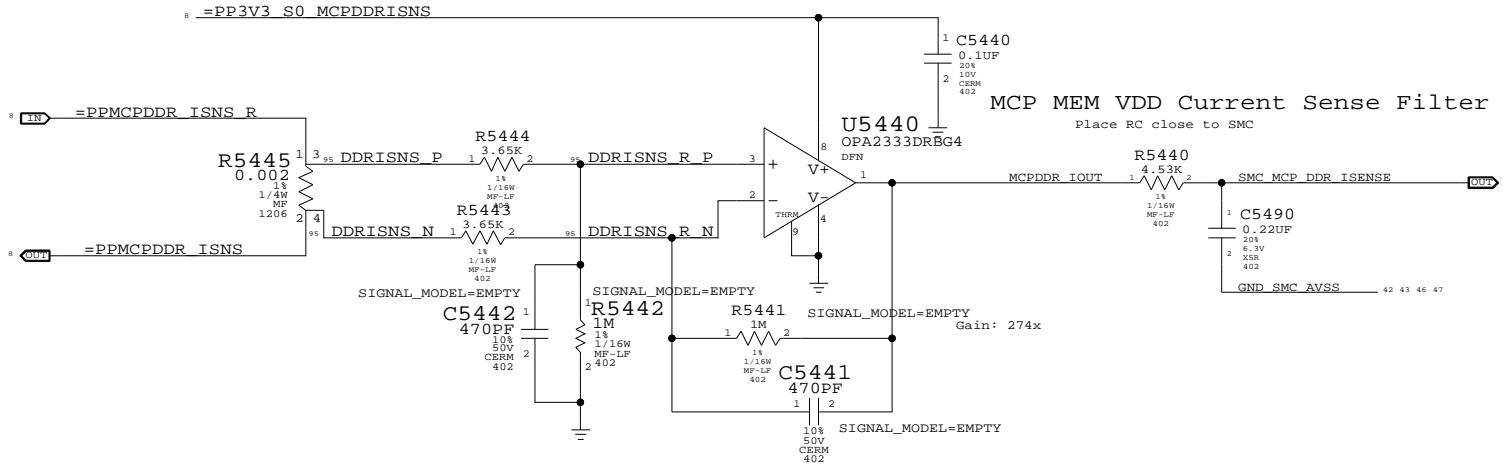 8 =PP3V3_S0_MCPDDRISNS
1 C5440
0.1UF
20%
10V
2 CERM
402
MCP MEM VDD Current Sense Filter
Place RC close to SMC
8 IN =PPMCPDDR_ISNS_R
U5440
OPA2333DRBG4
DFN
R5444
3.65K
1 2
1%
1/16W
MF-LF
402
R5445
0.002
1%
1/4W
MF
1206
1 3
2 4
95 DDRISNS_P
95 DDRISNS_R_P 3 +
8
V+
1
2 -
V-
THRM
9 4
MCPDDR_IOUT
R5440
4.53K
1 2
1%
1/16W
MF-LF
402
SMC_MCP_DDR_ISENSE OUT
R5443
3.65K
1 2
1%
1/16W
MF-LF
402
95 DDRISNS_N
95 DDRISNS_R_N
8 OUT =PPMCPDDR_ISNS
1 C5490
0.22UF
20%
6.3V
2 X5R
402
GND_SMC_AVSS 42 43 46 47
SIGNAL_MODEL=EMPTY
C5442 1
470PF
10%
50V
CERM 2
402
SIGNAL_MODEL=EMPTY
1 R5442
1M
1%
1/16W
MF-LF
2 402
R5441
1M
1 2
1%
1/16W
MF-LF
402
SIGNAL_MODEL=EMPTY
Gain: 274x
C5441
470PF
1 2
10%
50V
CERM
402
SIGNAL_MODEL=EMPTY